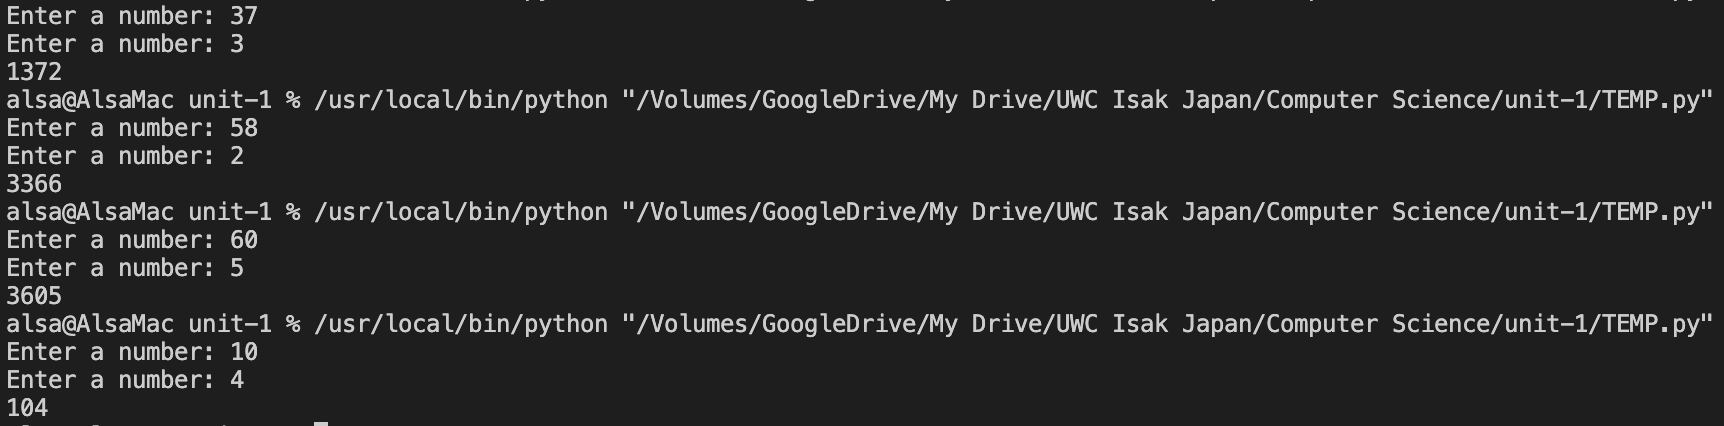 Enter a number: 37
Enter a number: 3
1372
alsa@AlsaMac unit-1 % /usr/local/bin/python "/Volumes/GoogleDrive/My Drive/UWC Isak Japan/Computer Science/unit-1/TEMP.py"
Enter a number: 58
Enter a number: 2
3366
alsa@AlsaMac unit-1 % /usr/local/bin/python "/Volumes/GoogleDrive/My Drive/UWC Isak Japan/Computer Science/unit-1/TEMP.py"
Enter a number: 60
Enter a number: 5
3605
alsa@AlsaMac unit-1 % /usr/local/bin/python "/Volumes/GoogleDrive/My Drive/UWC Isak Japan/Computer Science/unit-1/TEMP.py"
Enter a number: 10
Enter a number: 4
104